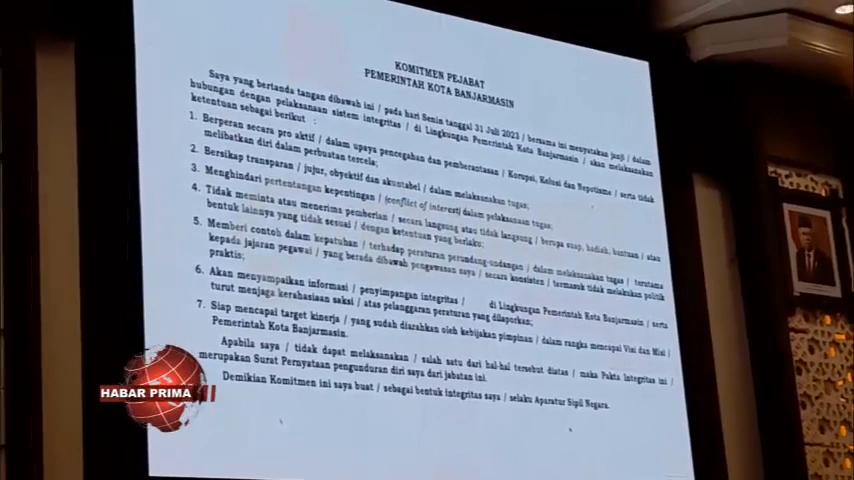 KOMITMEN PEJABAT
PEMERINTAH KOTA BANJARMASIN
Saya yang bertanda tangan dibawah ini / pada hari Senin tanggal 31 Juli 2023 / bersama ini menyatakan janji / dalam
hubungan dengan pelaksanaan sistem integritas / di Lingkungan Pemerintah Kota Banjarmasin / akan melaksanakan
ketentuan sebagai berikut :
1. Berperan secara pro aktif / dalam upaya pencegahan dan pemberantasan / Korupsi, Kolusi dan Nepotisme / serta tidak
melibatkan diri dalam perbuatan tercela;
2. Bersikap transparan / jujur, obyektif dan akuntabel / dalam melaksanakan tugas;
3. Menghindari pertentangan kepentingan / (conflict of interest) dalam pelaksanaan tugas;
4. Tidak meminta atau menerima pemberian / secara langsung atau tidak langsung / berupa suap, hadiah, bantuan / atau
bentuk lainnya yang tidak sesuai / dengan ketentuan yang berlaku;
5. Memberi contoh dalam kepatuhan / terhadap peraturan perundang-undangan / dalam melaksanakan tugas / terutama
kepada jajaran pegawai / yang berada dibawah pengawasan saya / secara konsisten / termasuk tidak melakukan politik
praktis;
6. Akan menyampaikan informasi / penyimpangan integritas / di Lingkungan Pemerintah Kota Banjarmasin / serta
turut menjaga kerahasiaan saksi / atas pelanggaran peraturan yang dilaporkan;
7. Siap mencapai target kinerja / yang sudah diarahkan oleh kebijakan pimpinan / dalam rangka mencapai Visi dan Misi /
Pemerintah Kota Banjarmasin.
Apabila saya / tidak dapat melaksanakan / salah satu dari hal-hal tersebut diatas / maka Pakta Integritas ini /
merupakan Surat Pernyataan pengunduran diri saya dari jabatan ini.
Demikian Komitmen ini saya buat / sebagai bentuk integritas saya / selaku Aparatur Sipil Negara.
HABAR PRIMA